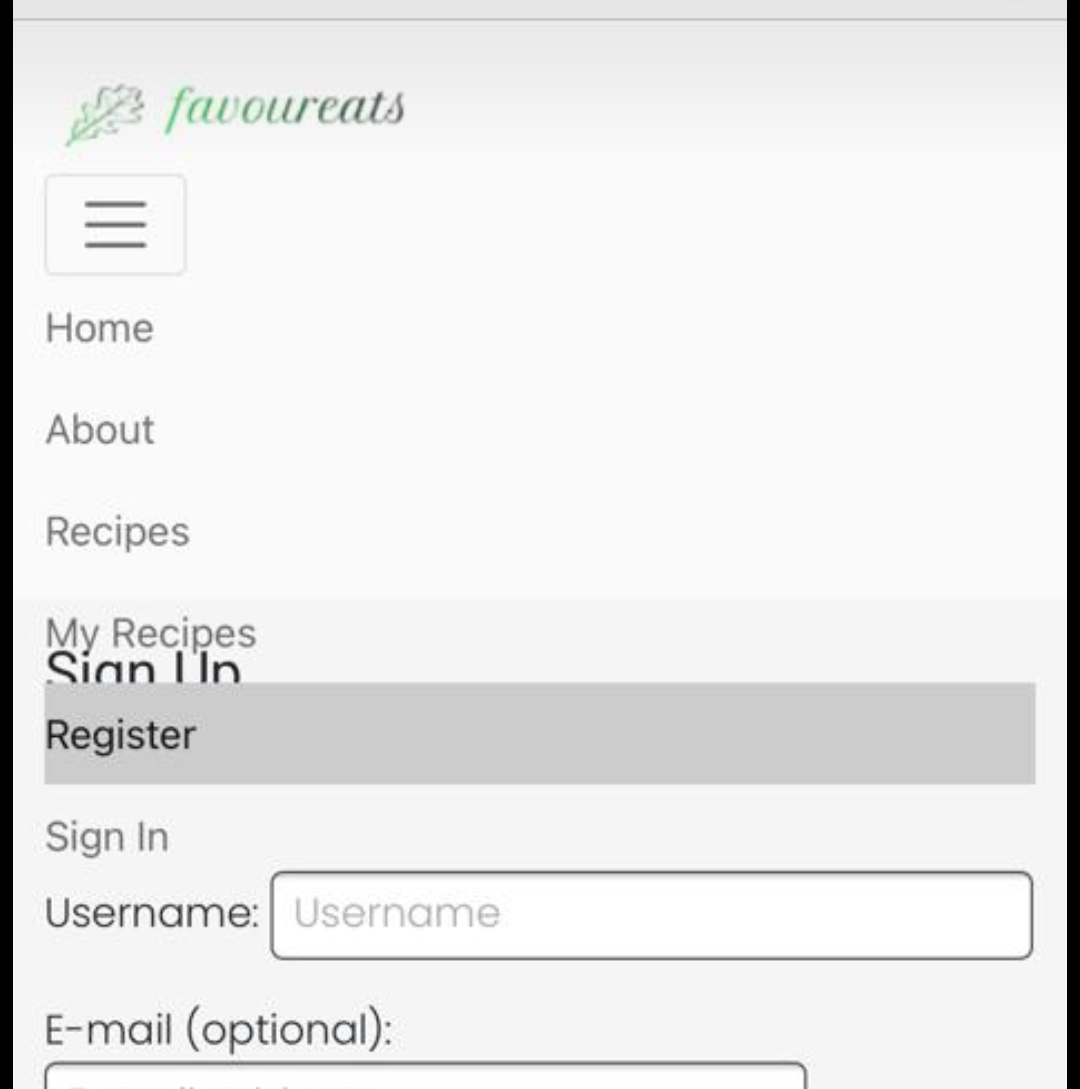 favoureats
Home
About
Recipes
My Recipes
Sign Up
Register
Sign In
Username: Username
E-mail (optional):